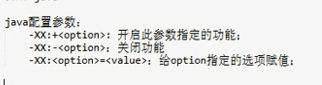 java配置参数：
-XX:+<option>：开启此参数指定的功能；
-XX:-<option>；关闭功能
-XX:<option>=<value>；给option指定的选项赋值；